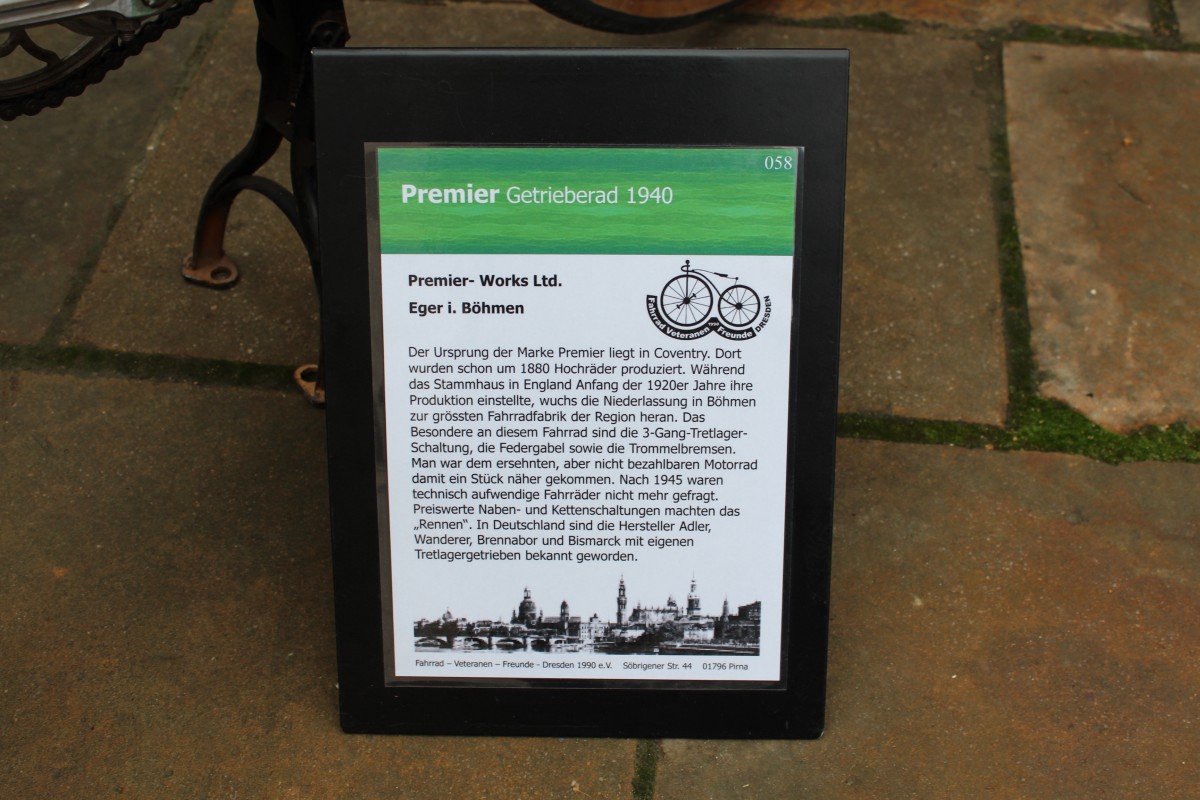 058
Premier Getrieberad 1940
Premier- Works Ltd.
Eger i. Böhmen
Fahrrad Veteranen 1990 Freunde DRESDEN
Der Ursprung der Marke Premier liegt in Coventry. Dort
wurden schon um 1880 Hochräder produziert. Während
das Stammhaus in England Anfang der 1920er Jahre ihre
Produktion einstellte, wuchs die Niederlassung in Böhmen
zur grössten Fahrradfabrik der Region heran. Das
Besondere an diesem Fahrrad sind die 3-Gang-Tretlager-
Schaltung, die Federgabel sowie die Trommelbremsen.
Man war dem ersehnten, aber nicht bezahlbaren Motorrad
damit ein Stück näher gekommen. Nach 1945 waren
technisch aufwendige Fahrräder nicht mehr gefragt.
Preiswerte Naben- und Kettenschaltungen machten das
„Rennen“. In Deutschland sind die Hersteller Adler,
Wanderer, Brennabor und Bismarck mit eigenen
Tretlagergetrieben bekannt geworden.
Fahrrad – Veteranen – Freunde - Dresden 1990 e.V. Söbrigener Str. 44 01796 Pirna